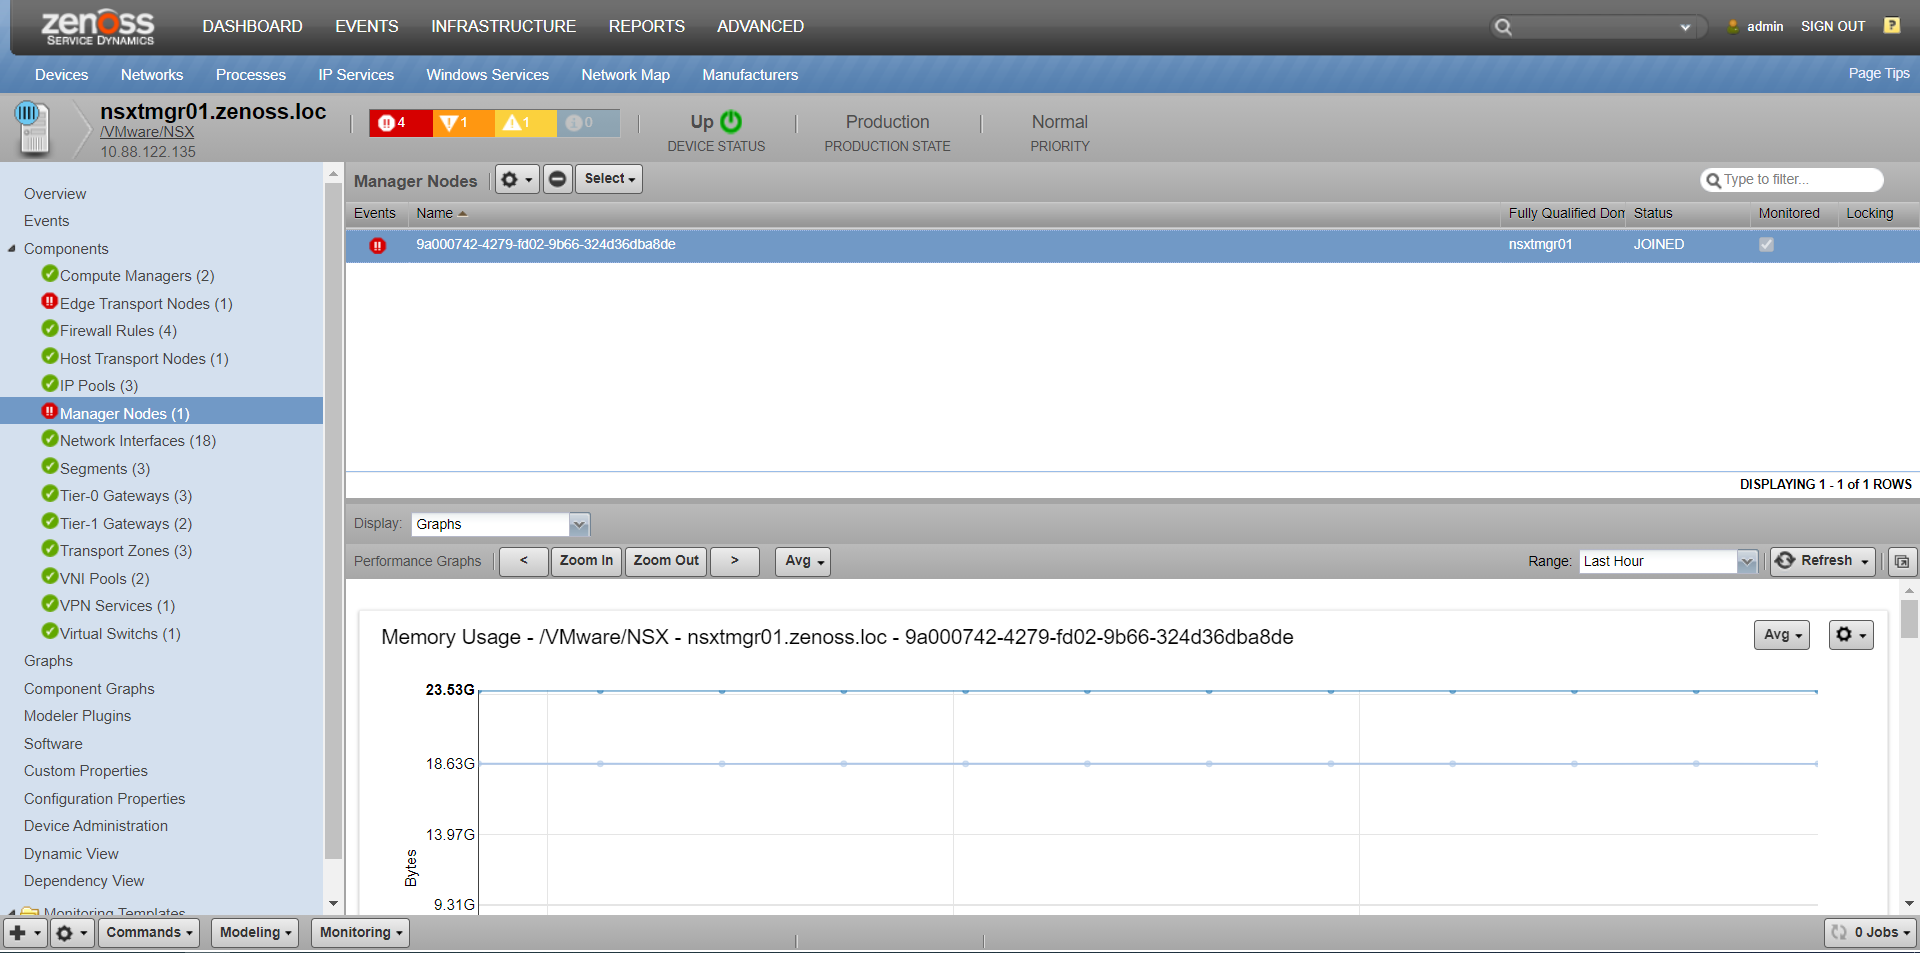 zenoss
SERVICE DYNAMICS
DASHBOARD EVENTS INFRASTRUCTURE REPORTS ADVANCED
admin SIGN OUT ?
Devices Networks Processes IP Services Windows Services Network Map Manufacturers
Page Tips
nsxtmgr01.zenoss.loc
/VMware/NSX
10.88.122.135
4 1 1 0
Up
DEVICE STATUS
Production
PRODUCTION STATE
Normal
PRIORITY
Overview
Events
Components
Compute Managers (2)
Edge Transport Nodes (1)
Firewall Rules (4)
Host Transport Nodes (1)
IP Pools (3)
Manager Nodes (1)
Network Interfaces (18)
Segments (3)
Tier-0 Gateways (3)
Tier-1 Gateways (2)
Transport Zones (3)
VNI Pools (2)
VPN Services (1)
Virtual Switchs (1)
Graphs
Component Graphs
Modeler Plugins
Software
Custom Properties
Configuration Properties
Device Administration
Dynamic View
Dependency View
Monitoring Templates
Manager Nodes
Select
Type to filter...
Events Name Fully Qualified Dom Status Monitored Locking
9a000742-4279-fd02-9b66-324d36dba8de nsxtmgr01 JOINED
DISPLAYING 1 - 1 of 1 ROWS
Display: Graphs
Performance Graphs < Zoom In Zoom Out > Avg
Range: Last Hour Refresh
Memory Usage - /VMware/NSX - nsxtmgr01.zenoss.loc - 9a000742-4279-fd02-9b66-324d36dba8de
Avg
23.53G
18.63G
13.97G
9.31G
Bytes
Commands Modeling Monitoring
0 Jobs